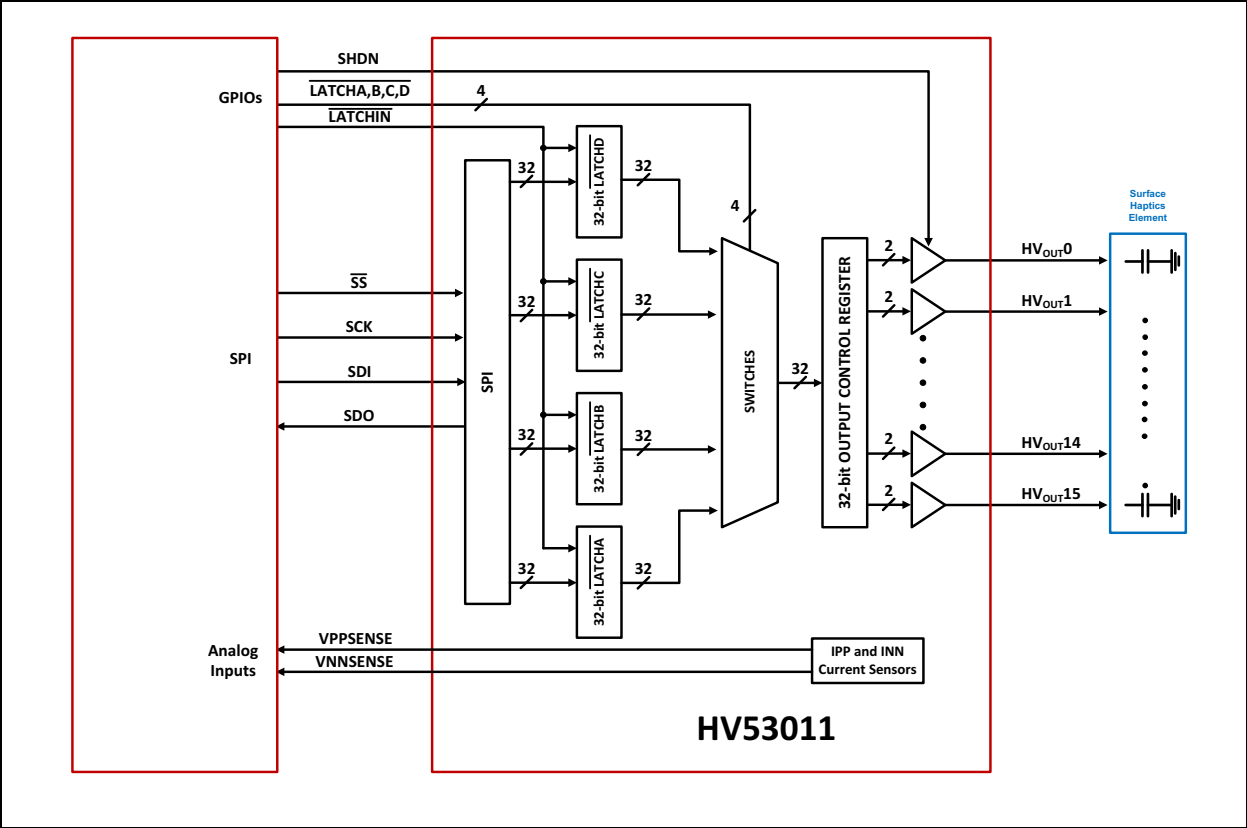 SHDN
GPIOs
LATCHA,B,C,D
4
LATCHIN
32
32-bit LATCHD
32
4
Surface
Haptics
Element
SS
SCK
SPI
SDI
SDO
SPI
32
32-bit LATCHC
32
32
32-bit LATCHB
32
32
32-bit LATCHA
32
SWITCHES
32
32-bit OUTPUT CONTROL REGISTER
2
HVOUT0
2
HVOUT1
2
HVOUT14
2
HVOUT15
Analog
Inputs
VPPSENSE
VNNSENSE
IPP and INN
Current Sensors
HV53011